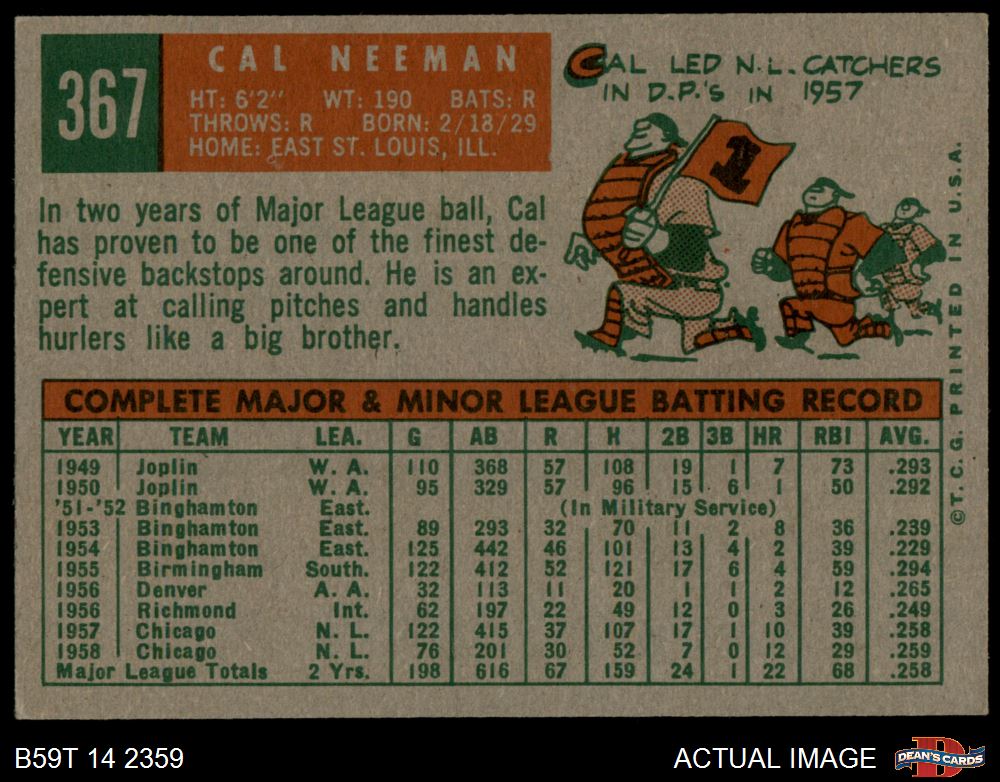 367
CAL NEEMAN
HT: 6'2" WT: 190 BATS: R
THROWS: R BORN: 2/18/29
HOME: EAST ST. LOUIS, ILL.
CAL LED N.L. CATCHERS
IN D.P.'S IN 1957
1
In two years of Major League ball, Cal
has proven to be one of the finest de-
fensive backstops around. He is an ex-
pert at calling pitches and handles
hurlers like a big brother.
COMPLETE MAJOR & MINOR LEAGUE BATTING RECORD
YEAR TEAM LEA. G AB R H 2B 3B HR RBI AVG.
1949 Joplin W. A. 110 368 57 108 19 1 7 73 .293
1950 Joplin W. A. 95 329 57 96 15 6 1 50 .292
'51-'52 Binghamton East. (In Military Service)
1953 Binghamton East. 89 293 32 70 11 2 8 36 .239
1954 Binghamton East. 125 442 46 101 13 4 2 39 .229
1955 Birmingham South. 122 412 52 121 17 6 4 59 .294
1956 Denver A. A. 32 113 11 20 1 1 2 12 .265
1956 Richmond Int. 62 197 22 49 12 0 3 26 .249
1957 Chicago N. L. 122 415 37 107 17 1 10 39 .258
1958 Chicago N. L. 76 201 30 52 7 0 12 29 .259
Major League Totals 2 Yrs. 198 616 67 159 24 1 22 68 .258
©T. C. G. PRINTED IN U.S.A.
B59T 14 2359
ACTUAL IMAGE
D
DEAN'S CARDS